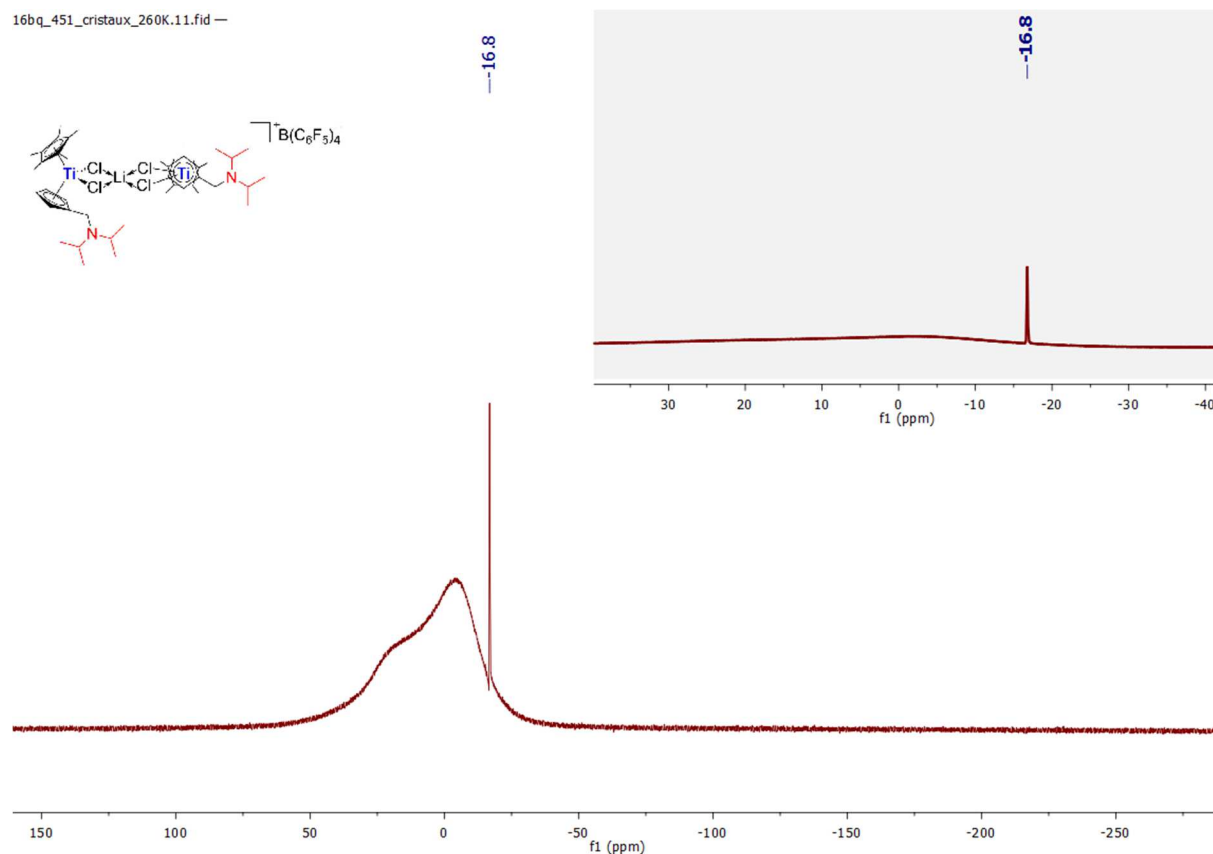 16bq_451_cristaux_260K.11.fid —
-16.8
-16.8
+
B(C6F5)4
Cl
Cl
Ti
Li
Cl
Cl
Ti
N
N
30 20 10 0 -10 -20 -30 -40
f1 (ppm)
150 100 50 0 -50 -100 -150 -200 -250
f1 (ppm)